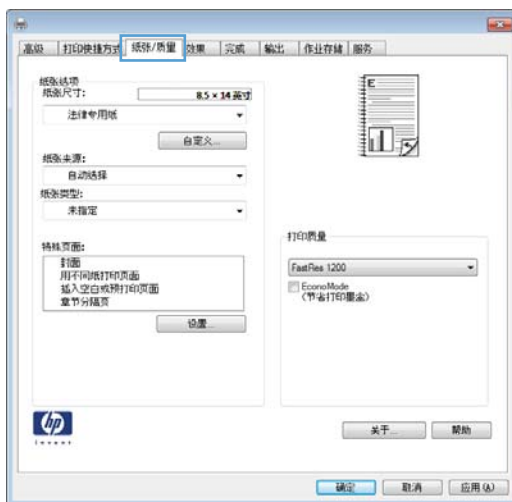 高级 打印快捷方式 纸张/质量 效果 完成 输出 作业存储 服务
纸张选项
纸张尺寸: 8.5 × 14 英寸
法律专用纸
自定义...
纸张来源:
自动选择
纸张类型:
未指定
特殊页面:
封面
用不同纸打印页面
插入空白或预打印页面
章节分隔页
设置...
E
打印质量
FastRes 1200
EconoMode
(节省打印墨盒)
hp
invent
关于...
帮助
确定 取消 应用(A)